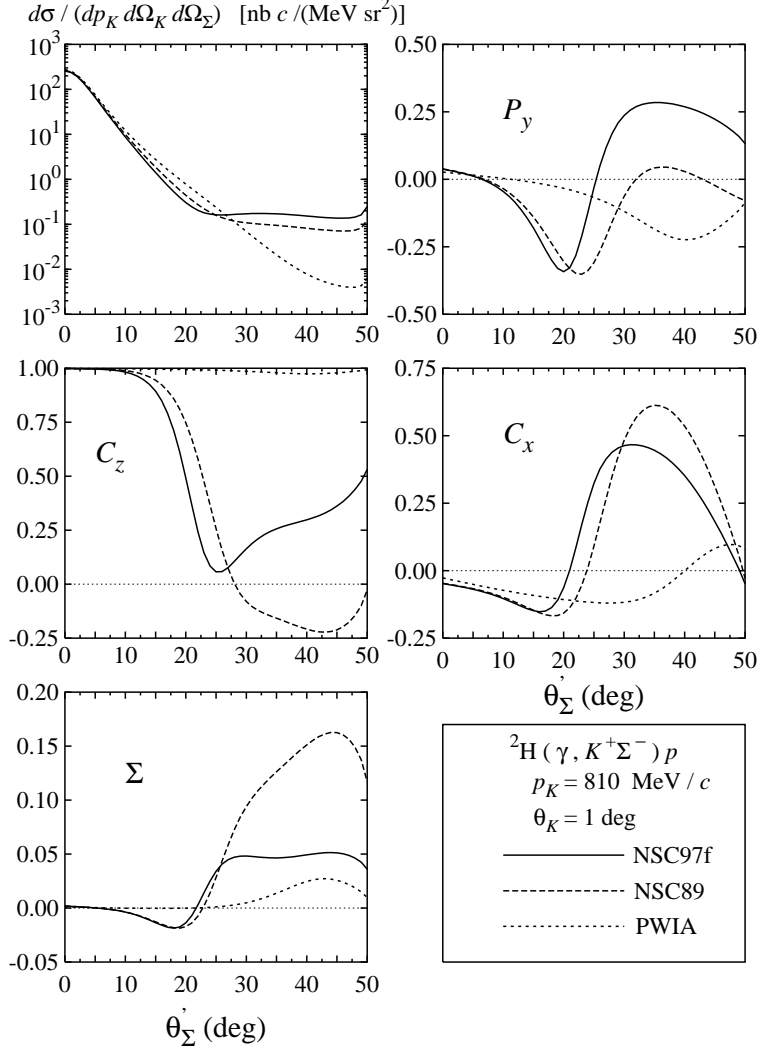 dσ / (dp_K dΩ_K dΩ_Σ) [nb c /(MeV sr²)]
10³
10²
10¹
10⁰
10⁻¹
10⁻²
10³
0 10 20 30 40 50
0.50
0.25
0.00
-0.25
-0.50
P_y
0 10 20 30 40 50
1.00
0.75
0.50
0.25
0.00
-0.25
C_z
0 10 20 30 40 50
0.75
0.50
0.25
0.00
-0.25
C_x
0 10 20 30 40 50
θ'_Σ (deg)
0.20
0.15
0.10
0.05
0.00
-0.05
Σ
0 10 20 30 40 50
θ'_Σ (deg)
²H ( γ , K⁺Σ⁻ ) p
p_K = 810 MeV / c
θ_K = 1 deg
NSC97f
NSC89
PWIA